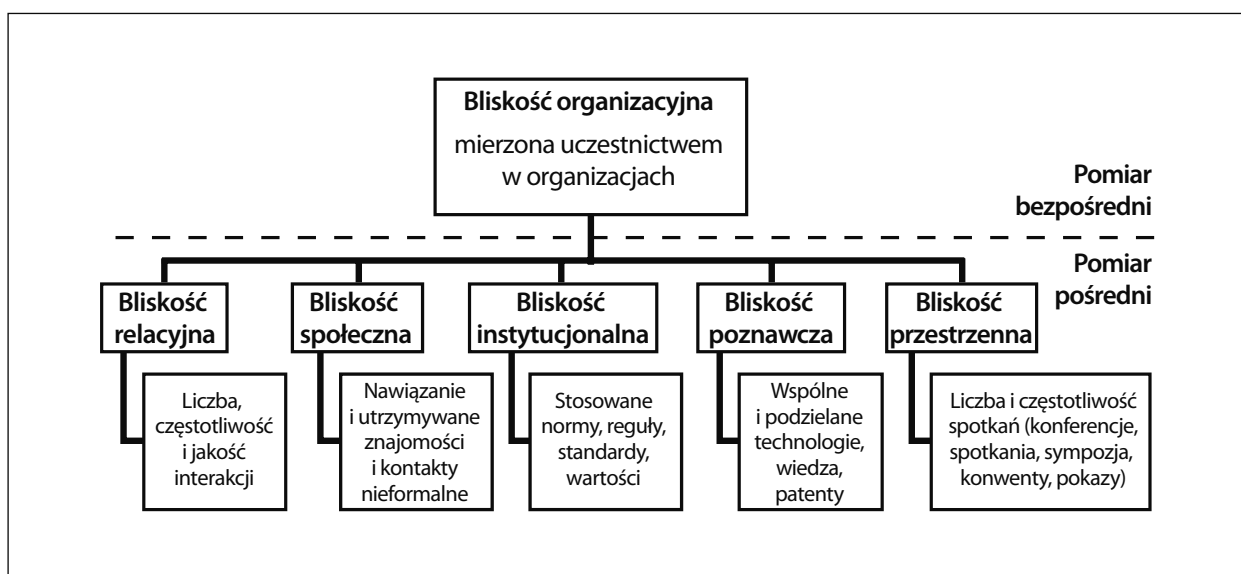 Bliskość organizacyjna
mierzona uczestnictwem
w organizacjach
Pomiar
bezpośredni
Pomiar
pośredni
Bliskość
relacyjna
Bliskość
społeczna
Bliskość
instytucjonalna
Bliskość
poznawcza
Bliskość
przestrzenna
Liczba,
częstotliwość
i jakość
interakcji
Nawiązanie
i utrzymywane
znajomości
i kontakty
nieformalne
Stosowane
normy, reguły,
standardy,
wartości
Wspólne
i podzielane
technologie,
wiedza,
patenty
Liczba i częstotliwość
spotkań (konferencje,
spotkania, sympozja,
konwenty, pokazy)